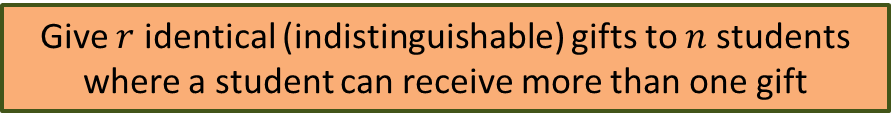 Give r identical (indistinguishable) gifts to n students
where a student can receive more than one gift